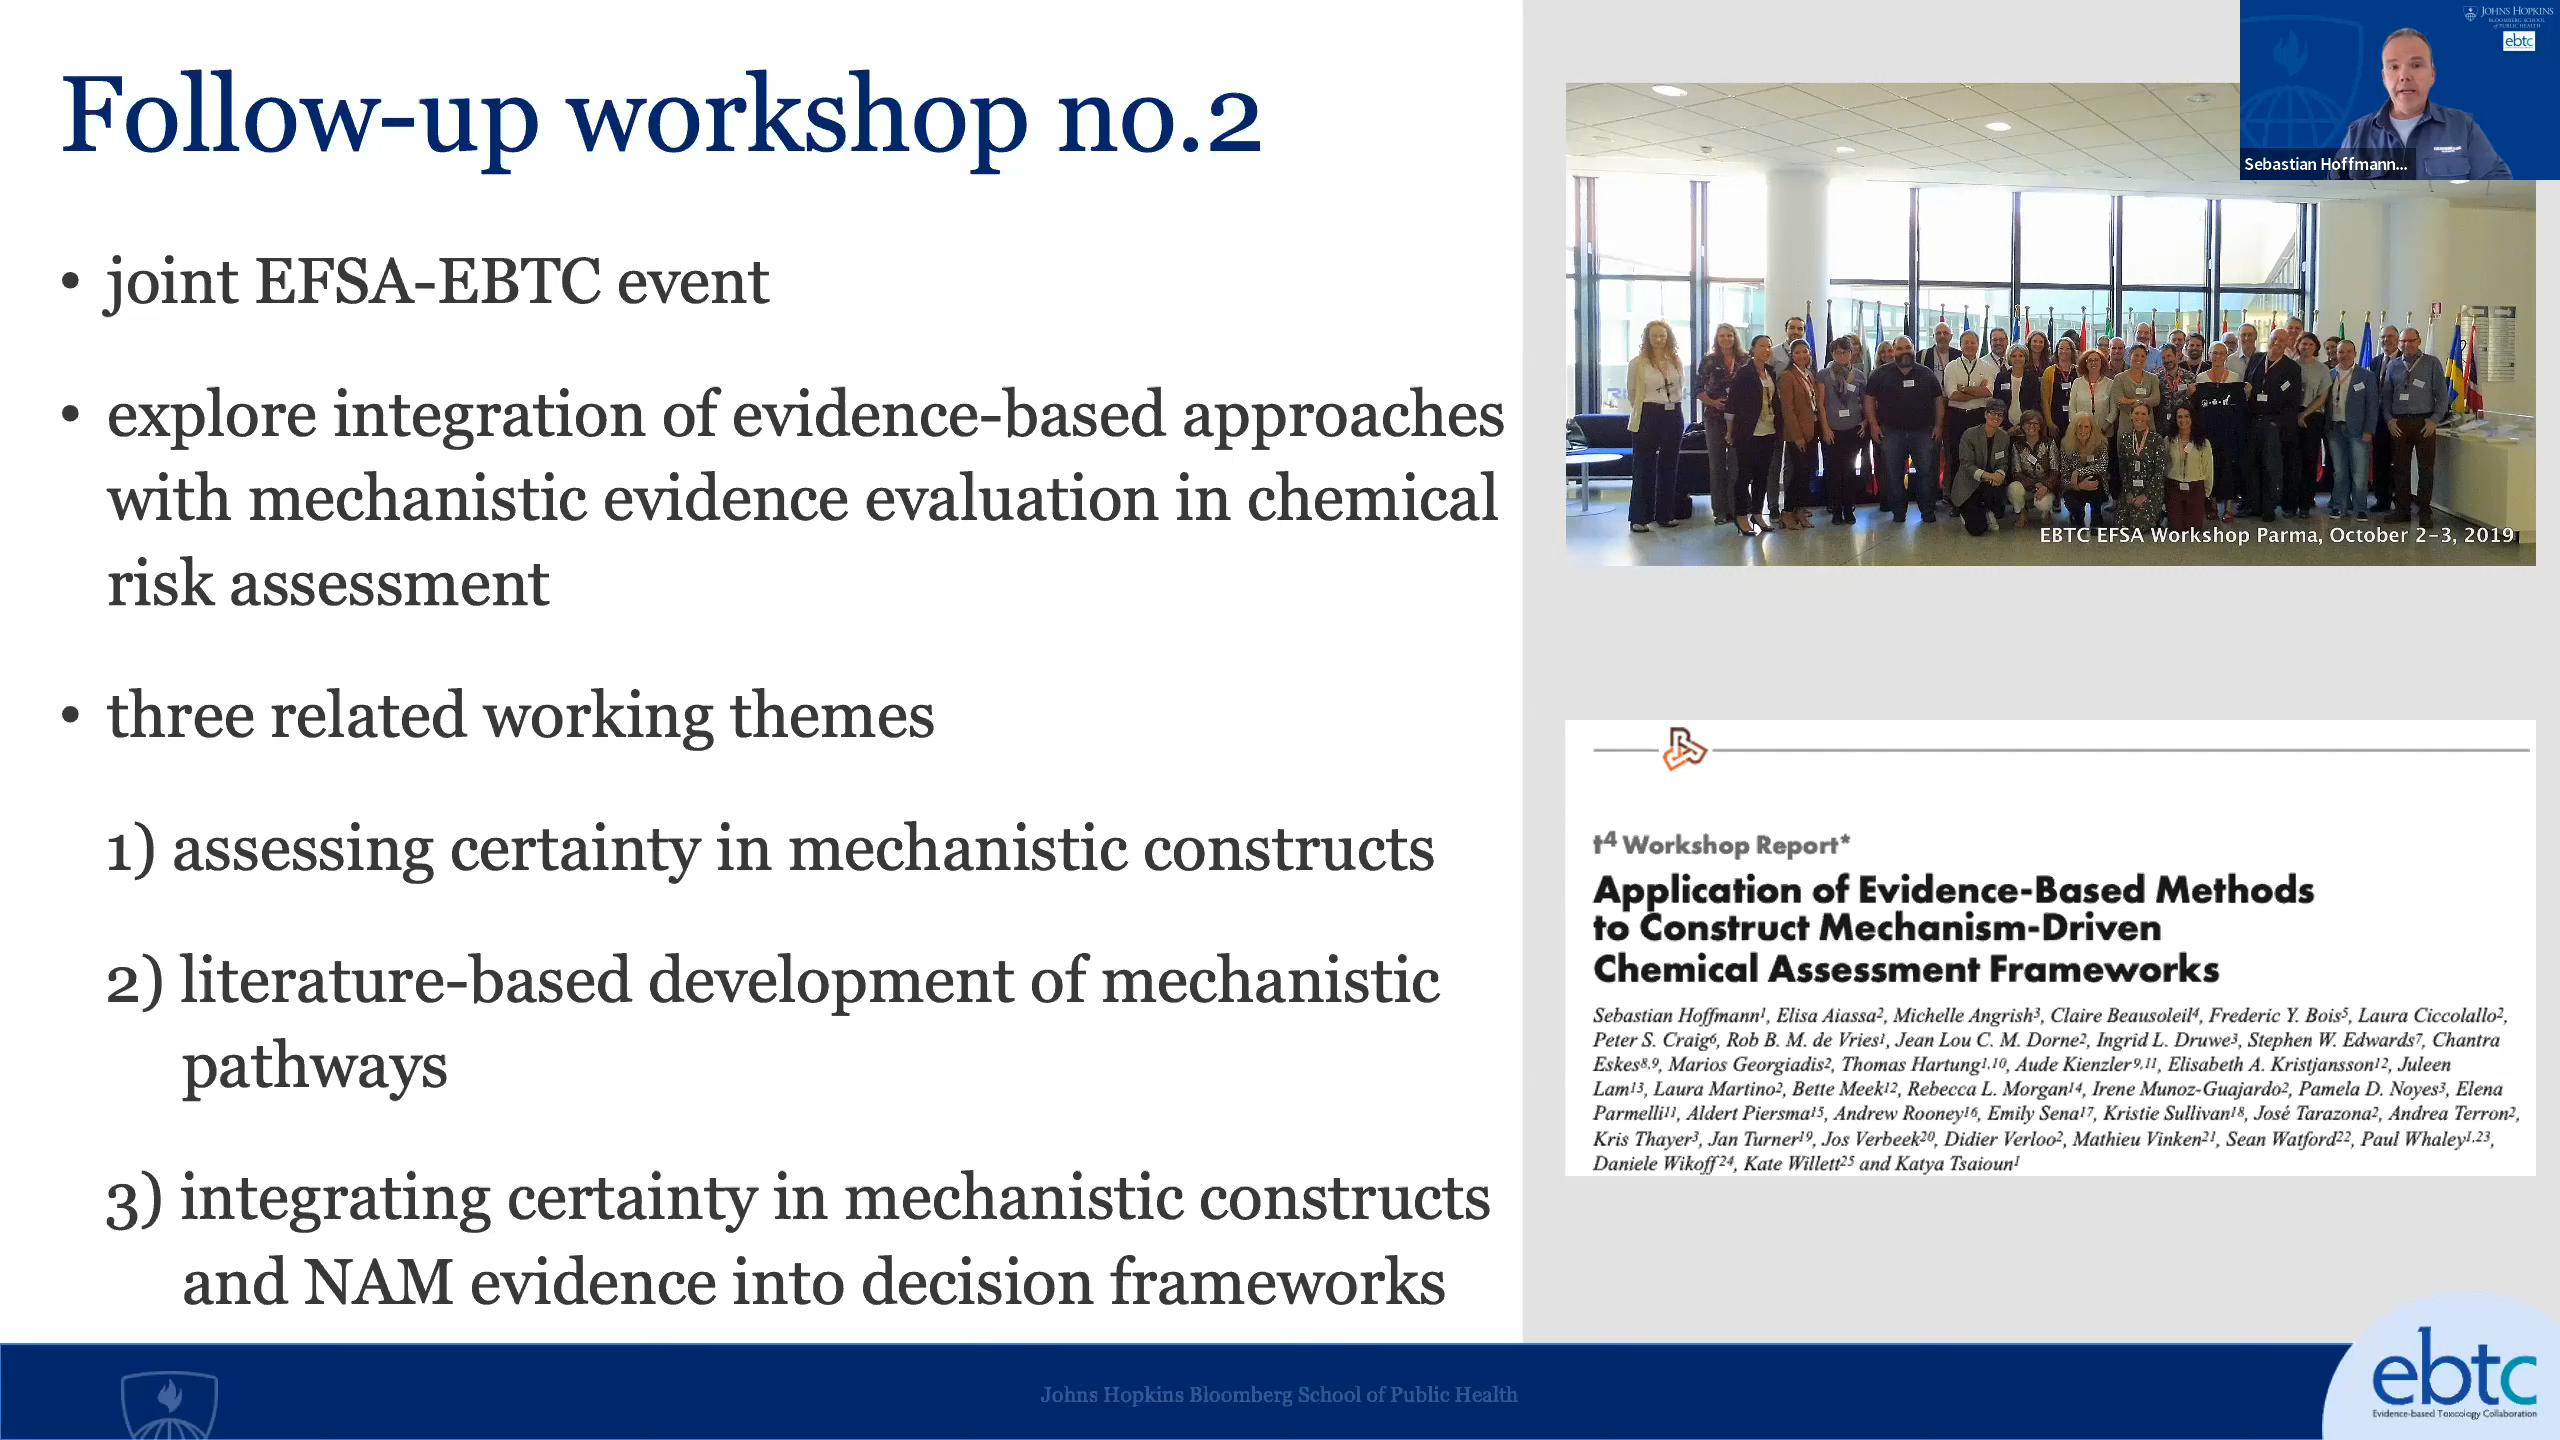 Follow-up workshop no.2
• joint EFSA-EBTC event
• explore integration of evidence-based approaches
with mechanistic evidence evaluation in chemical
risk assessment
• three related working themes
1) assessing certainty in mechanistic constructs
2) literature-based development of mechanistic
pathways
3) integrating certainty in mechanistic constructs
and NAM evidence into decision frameworks
JOHNS HOPKINS
BLOOMBERG SCHOOL
of PUBLIC HEALTH
ebtc
Sebastian Hoffmann...
EBTC EFSA Workshop Parma, October 2-3, 2019
t⁴ Workshop Report*
Application of Evidence-Based Methods
to Construct Mechanism-Driven
Chemical Assessment Frameworks
Sebastian Hoffmann¹, Elisa Aiassa², Michelle Angrish³, Claire Beausoleil⁴, Frederic Y. Bois⁵, Laura Ciccolallo²,
Peter S. Craig⁶, Rob B. M. de Vries¹, Jean Lou C. M. Dorne², Ingrid L. Druwe³, Stephen W. Edwards⁷, Chantra
Eskes⁸,⁹, Marios Georgiadis², Thomas Hartung¹,¹⁰, Aude Kienzler⁹,¹¹, Elisabeth A. Kristjansson¹², Juleen
Lam¹³, Laura Martino², Bette Meek¹², Rebecca L. Morgan¹⁴, Irene Munoz-Guajardo², Pamela D. Noyes³, Elena
Parmelli¹¹, Aldert Piersma¹⁵, Andrew Rooney¹⁶, Emily Sena¹⁷, Kristie Sullivan¹⁸, José Tarazona², Andrea Terron²,
Kris Thayer³, Jan Turner¹⁹, Jos Verbeek²⁰, Didier Verloo², Mathieu Vinken²¹, Sean Watford²², Paul Whaley¹,²³,
Daniele Wikoff²⁴, Kate Willett²⁵ and Katya Tsaioun¹
Johns Hopkins Bloomberg School of Public Health
ebtc
Evidence-based Toxicology Collaboration